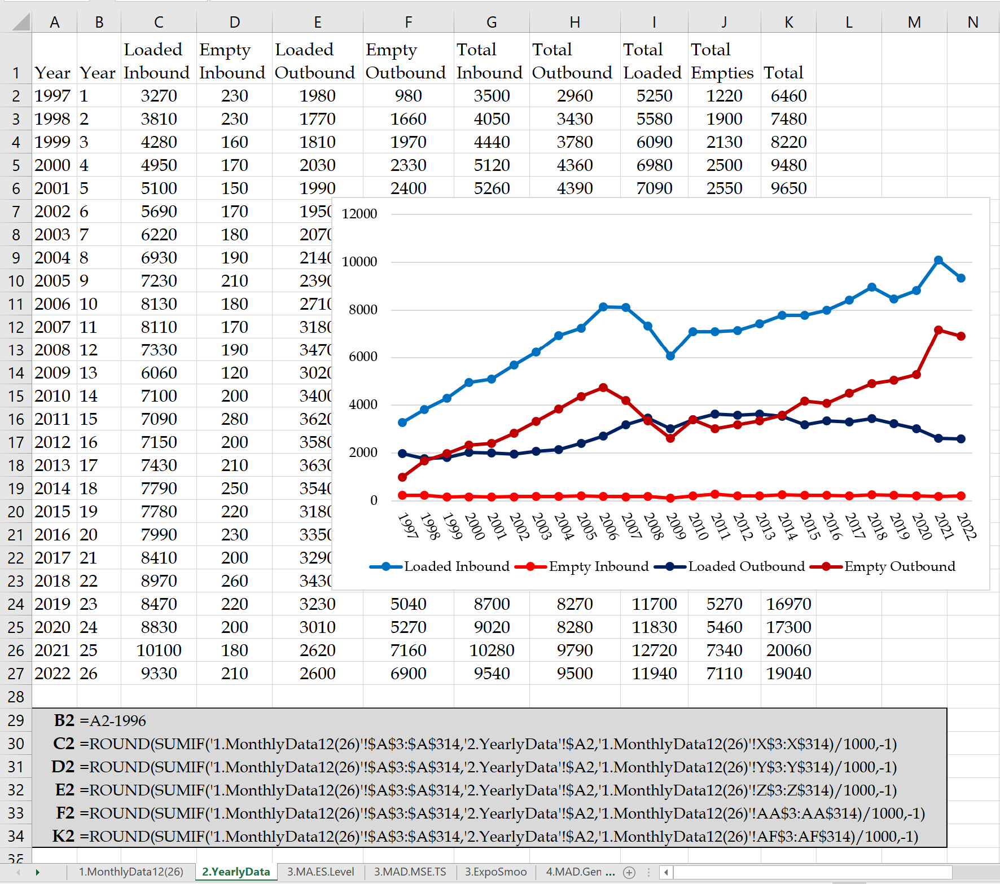 A B C D E F G H I J K L M N
Loaded Empty Loaded Empty Total Total Total Total
1 Year Year Inbound Inbound Outbound Outbound Inbound Outbound Loaded Empties Total
2 1997 1 3270 230 1980 980 3500 2960 5250 1220 6460
3 1998 2 3810 230 1770 1660 4050 3430 5580 1900 7480
4 1999 3 4280 160 1810 1970 4440 3780 6090 2130 8220
5 2000 4 4950 170 2030 2330 5120 4360 6980 2500 9480
6 2001 5 5100 150 1990 2400 5260 4390 7090 2550 9650
7 2002 6 5690 170 1950
8 2003 7 6220 180 2070
9 2004 8 6930 190 2140
10 2005 9 7230 210 2390
11 2006 10 8130 180 2710
12 2007 11 8110 170 3180
13 2008 12 7330 190 3470
14 2009 13 6060 120 3020
15 2010 14 7100 200 3400
16 2011 15 7090 280 3620
17 2012 16 7150 200 3580
18 2013 17 7430 210 3630
19 2014 18 7790 250 3540
20 2015 19 7780 220 3180
21 2016 20 7990 230 3350
22 2017 21 8410 200 3290
23 2018 22 8970 260 3430
12000
10000
8000
6000
4000
2000
0
1997 1998 1999 2000 2001 2002 2003 2004 2005 2006 2007 2008 2009 2010 2011 2012 2013 2014 2015 2016 2017 2018 2019 2020 2021 2022
Loaded Inbound Empty Inbound Loaded Outbound Empty Outbound
24 2019 23 8470 220 3230 5040 8700 8270 11700 5270 16970
25 2020 24 8830 200 3010 5270 9020 8280 11830 5460 17300
26 2021 25 10100 180 2620 7160 10280 9790 12720 7340 20060
27 2022 26 9330 210 2600 6900 9540 9500 11940 7110 19040
28
29 B2 =A2-1996
30 C2 =ROUND(SUMIF('1.MonthlyData12(26)'!$A$3:$A$314,'2.YearlyData'!$A2,'1.MonthlyData12(26)'!X$3:X$314)/1000,-1)
31 D2 =ROUND(SUMIF('1.MonthlyData12(26)'!$A$3:$A$314,'2.YearlyData'!$A2,'1.MonthlyData12(26)'!Y$3:Y$314)/1000,-1)
32 E2 =ROUND(SUMIF('1.MonthlyData12(26)'!$A$3:$A$314,'2.YearlyData'!$A2,'1.MonthlyData12(26)'!Z$3:Z$314)/1000,-1)
33 F2 =ROUND(SUMIF('1.MonthlyData12(26)'!$A$3:$A$314,'2.YearlyData'!$A2,'1.MonthlyData12(26)'!AA$3:AA$314)/1000,-1)
34 K2 =ROUND(SUMIF('1.MonthlyData12(26)'!$A$3:$A$314,'2.YearlyData'!$A2,'1.MonthlyData12(26)'!AF$3:AF$314)/1000,-1)
35
1.MonthlyData12(26) 2.YearlyData 3.MA.ES.Level 3.MAD.MSE.TS 3.ExpoSmoo 4.MAD.Gen ...